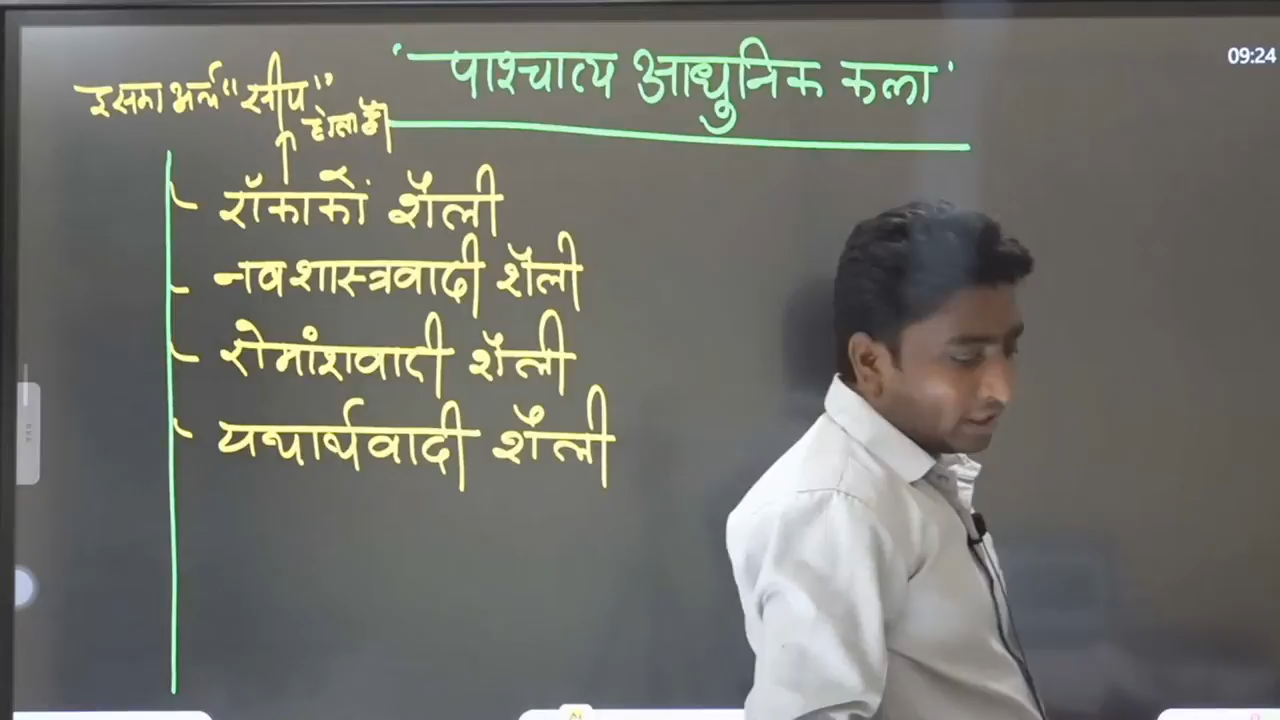 'पाश्चात्य आधुनिक कला'
09:24
इसका अर्थ "सीप"
होता है।
रॉकाकों शैली
नवशास्त्रवादी शैली
रोमांशवादी शैली
यथार्थवादी शैली